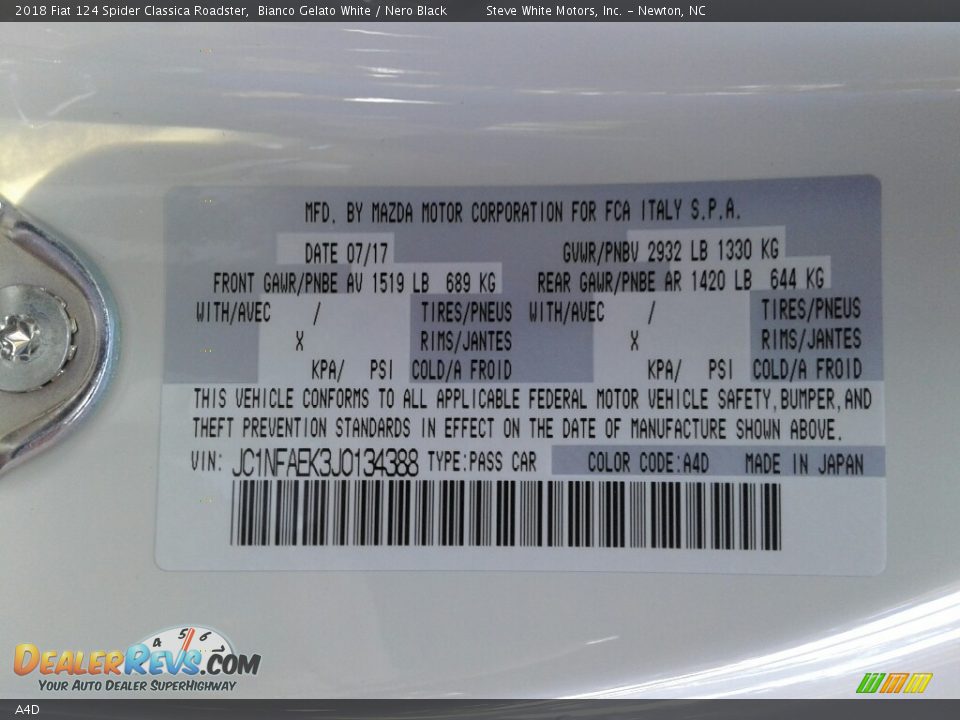 2018 Fiat 124 Spider Classica Roadster,  Bianco Gelato White / Nero Black        Steve White Motors, Inc. - Newton, NC
MFD. BY MAZDA MOTOR CORPORATION FOR FCA ITALY S.P.A.
DATE 07/17 GVWR/PNBV 2932 LB 1330 KG
FRONT GAWR/PNBE AV 1519 LB 689 KG REAR GAWR/PNBE AR 1420 LB 644 KG
WITH/AVEC / TIRES/PNEUS WITH/AVEC / TIRES/PNEUS
X RIMS/JANTES X RIMS/JANTES
KPA/ PSI COLD/A FROID KPA/ PSI COLD/A FROID
THIS VEHICLE CONFORMS TO ALL APPLICABLE FEDERAL MOTOR VEHICLE SAFETY,BUMPER,AND
THEFT PREVENTION STANDARDS IN EFFECT ON THE DATE OF MANUFACTURE SHOWN ABOVE.
VIN: JC1NFAEK3J0134388 TYPE:PASS CAR COLOR CODE:A4D MADE IN JAPAN
4 5 6
DEALERREVS.COM
YOUR AUTO DEALER SUPERHIGHWAY
A4D